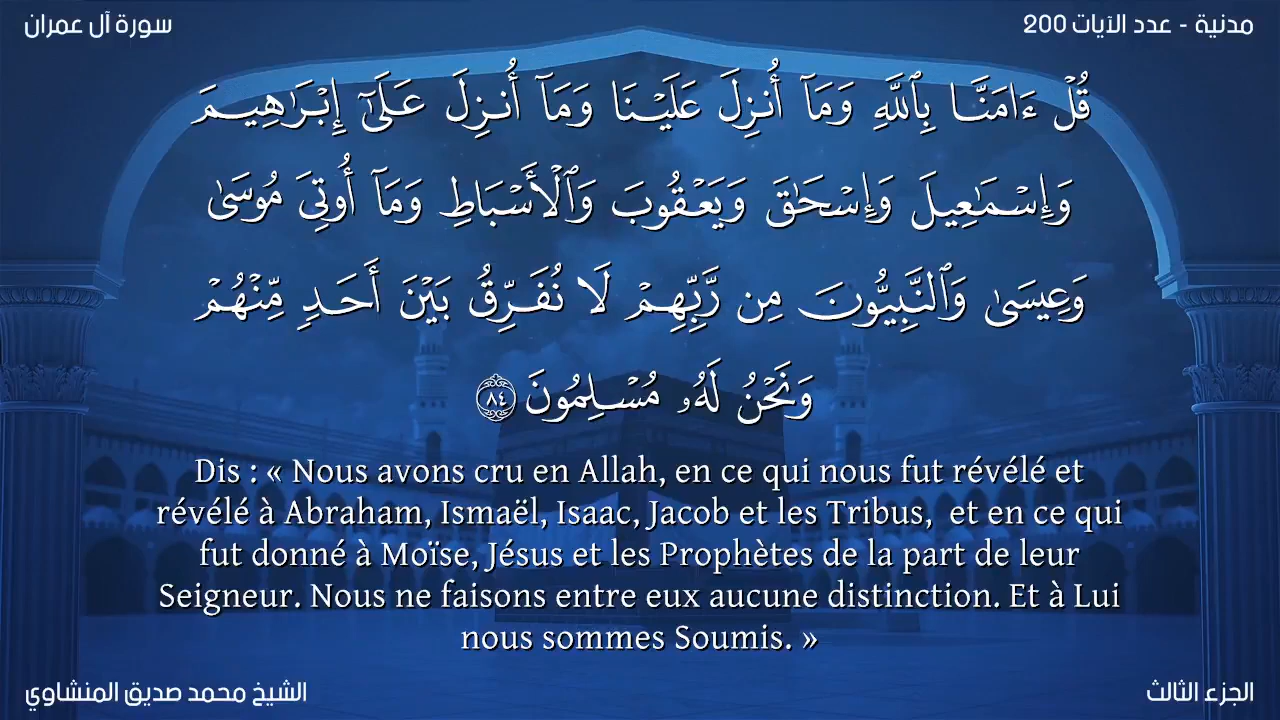 سورة آل عمران
مدنية - عدد الآيات 200
قُلْ ءَامَنَّا بِٱللَّهِ وَمَآ أُنزِلَ عَلَيْنَا وَمَآ أُنزِلَ عَلَىٰٓ إِبْرَٰهِيمَ
وَإِسْمَٰعِيلَ وَإِسْحَٰقَ وَيَعْقُوبَ وَٱلْأَسْبَاطِ وَمَآ أُوتِىَ مُوسَىٰ
وَعِيسَىٰ وَٱلنَّبِيُّونَ مِن رَّبِّهِمْ لَا نُفَرِّقُ بَيْنَ أَحَدٍ مِّنْهُمْ
وَنَحْنُ لَهُۥ مُسْلِمُونَ ٨٤
Dis : « Nous avons cru en Allah, en ce qui nous fut révélé et
révélé à Abraham, Ismaël, Isaac, Jacob et les Tribus,  et en ce qui
fut donné à Moïse, Jésus et les Prophètes de la part de leur
Seigneur. Nous ne faisons entre eux aucune distinction. Et à Lui
nous sommes Soumis. »
الشيخ محمد صديق المنشاوي
الجزء الثالث